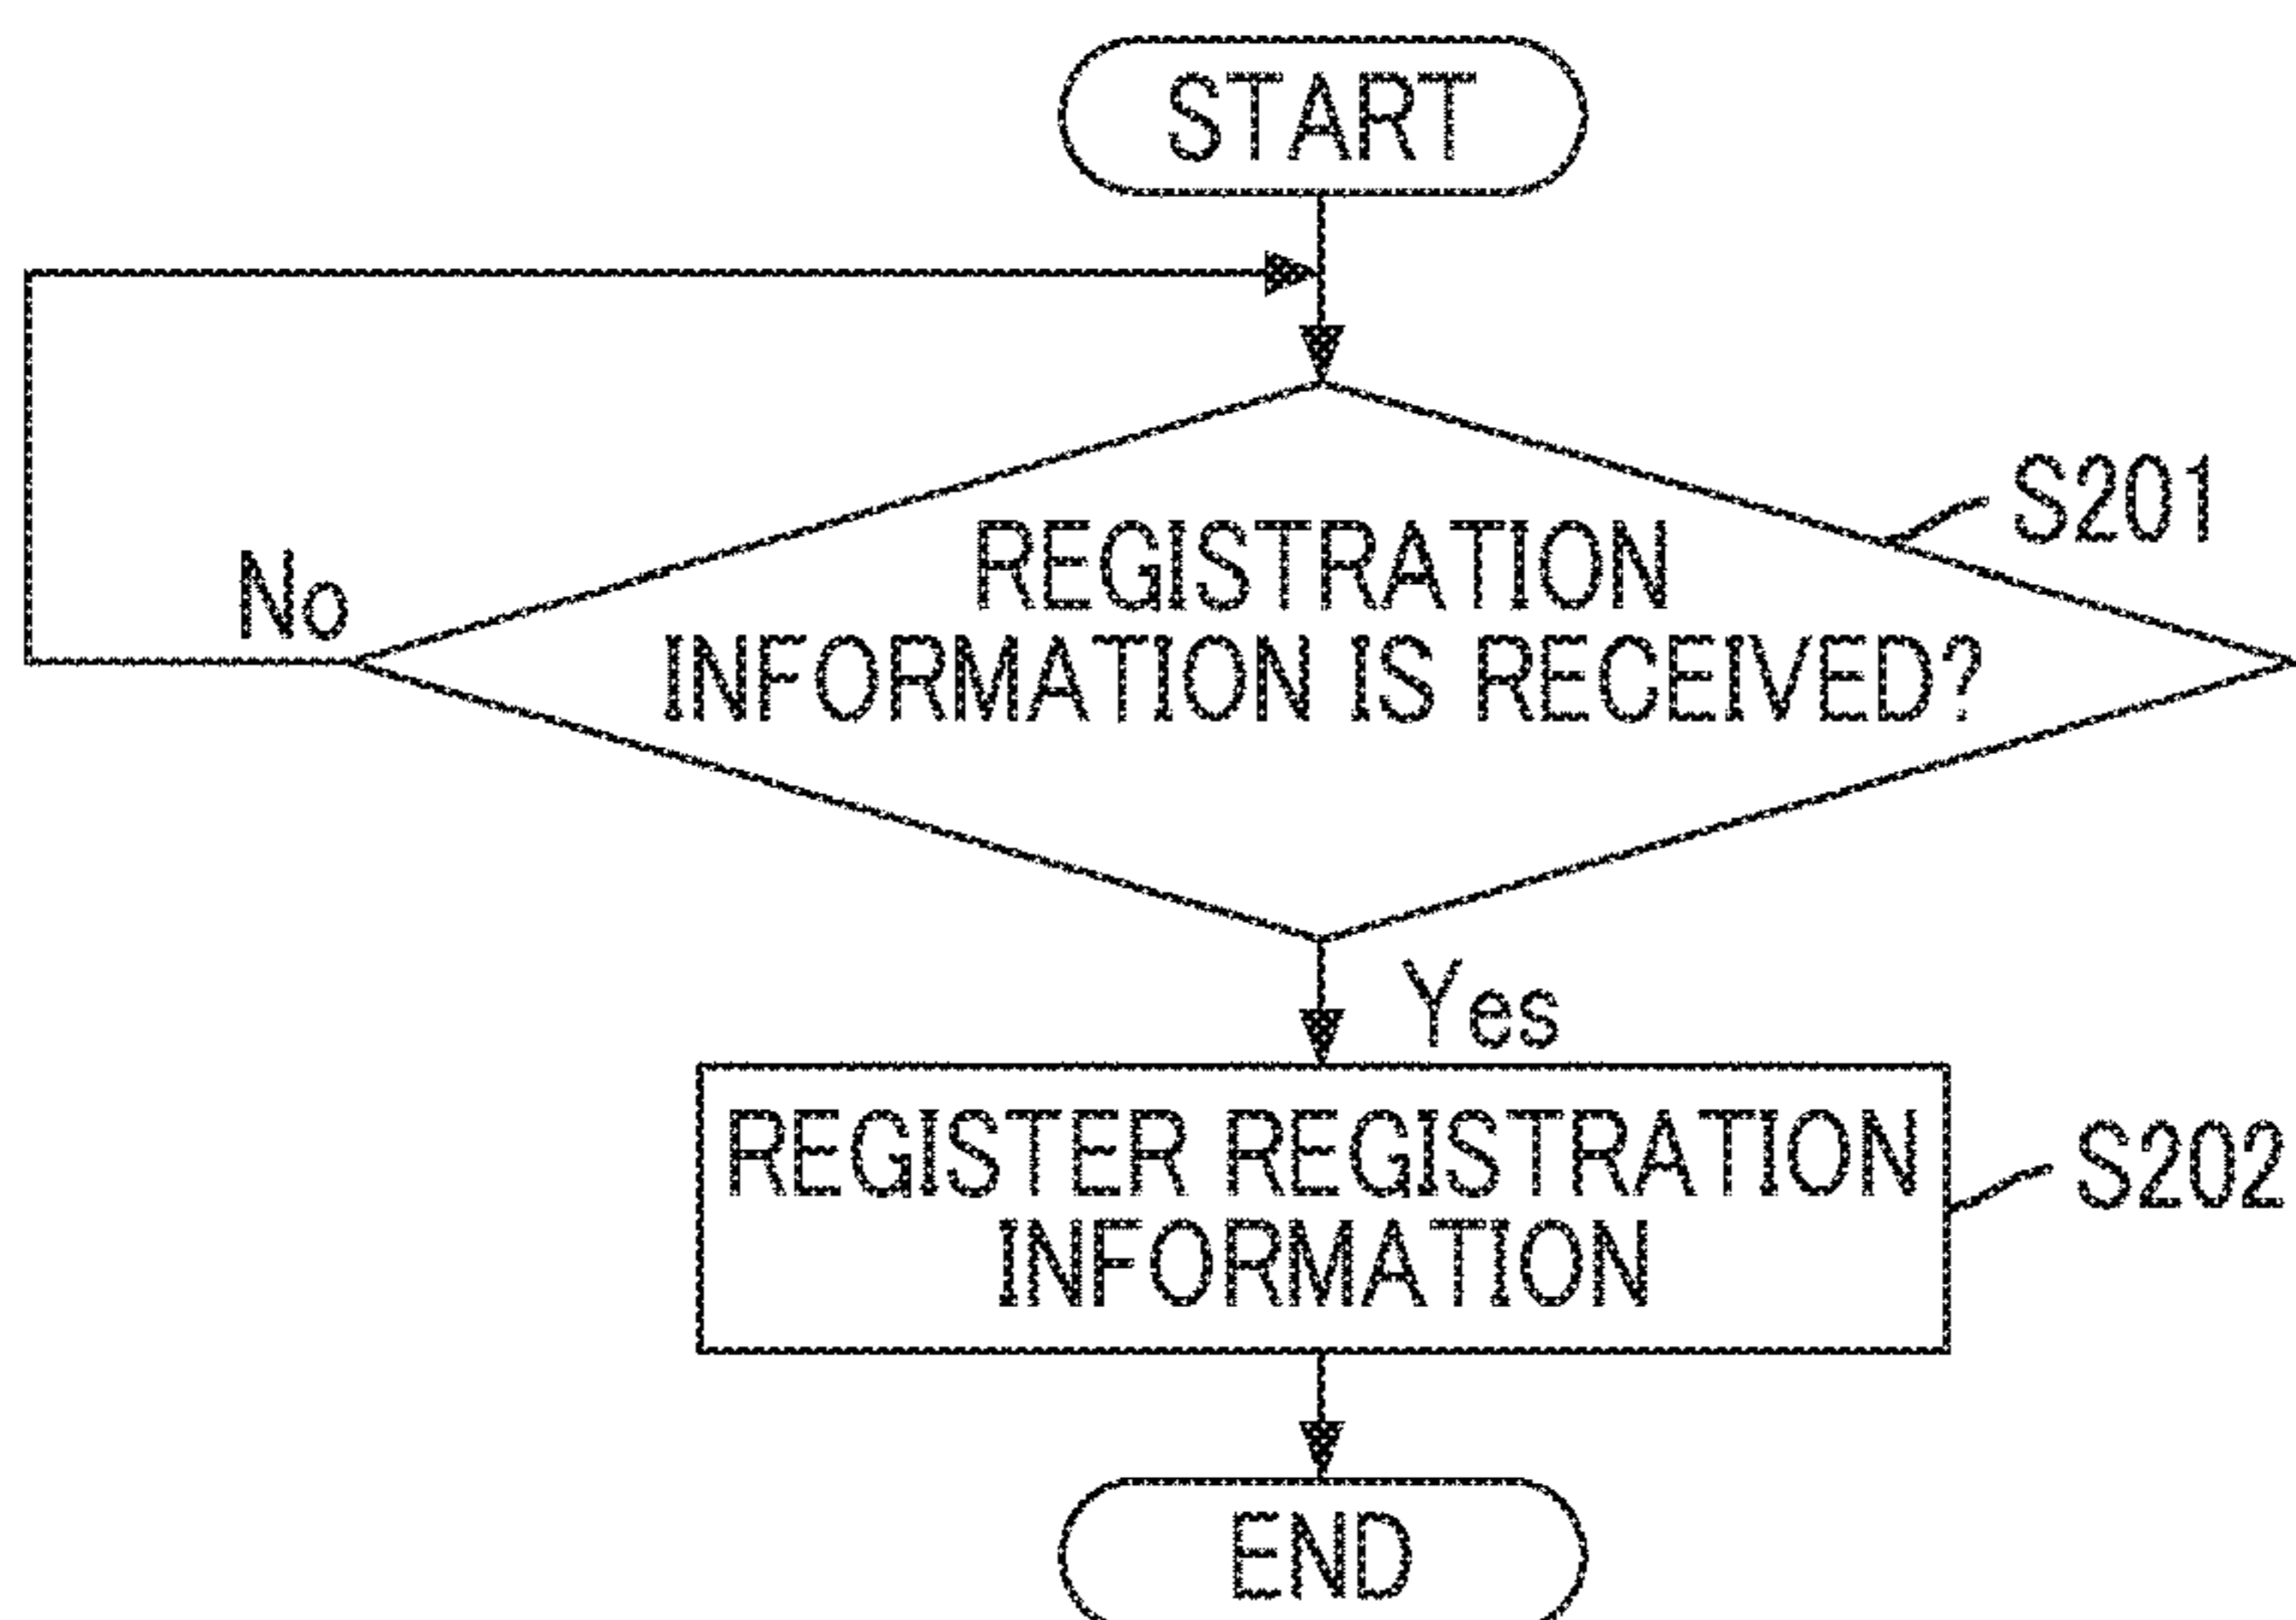 START
S201
REGISTRATION
INFORMATION IS RECEIVED?
No
Yes
REGISTER REGISTRATION
INFORMATION
S202
END